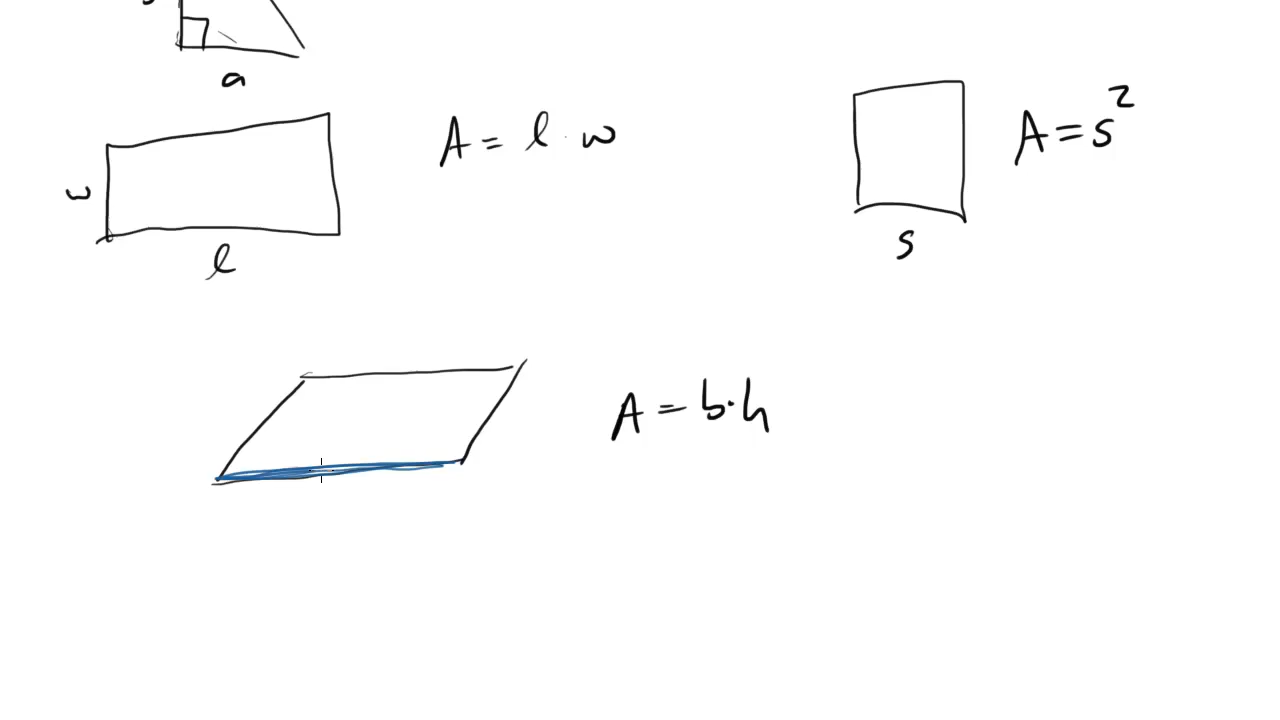 a
w
l
A = l · w
s
A = s²
A = b·h